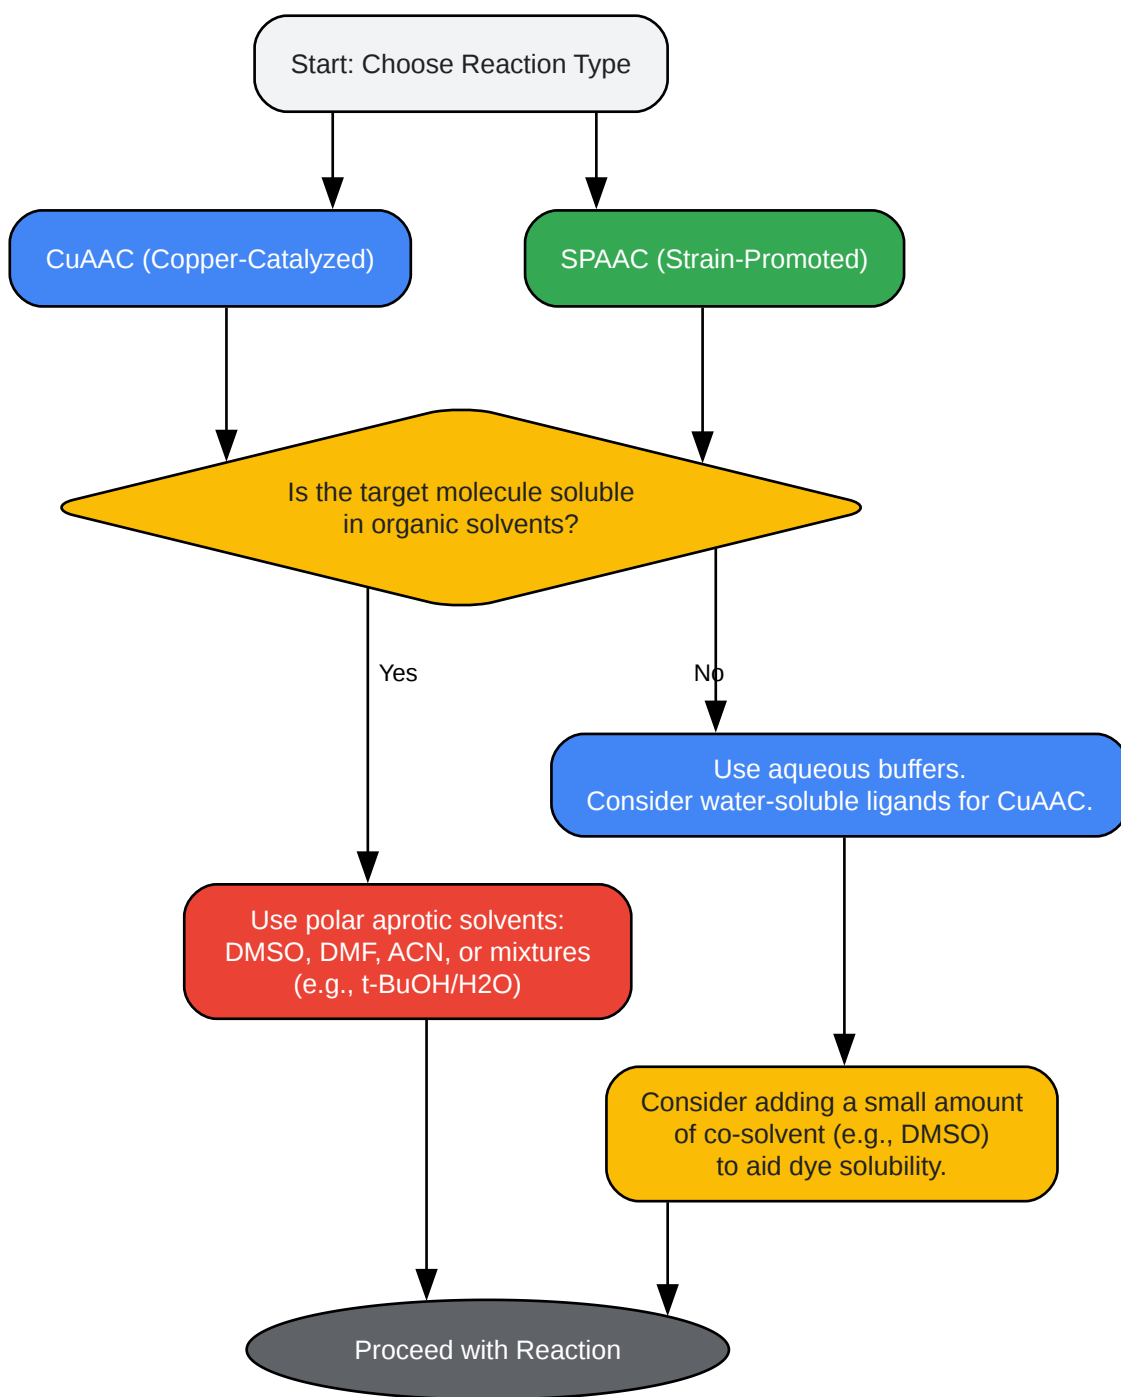 Start: Choose Reaction Type
CuAAC (Copper-Catalyzed)
SPAAC (Strain-Promoted)
Is the target molecule soluble
in organic solvents?
Yes
No
Use aqueous buffers.
Consider water-soluble ligands for CuAAC.
Use polar aprotic solvents:
DMSO, DMF, ACN, or mixtures
(e.g., t-BuOH/H2O)
Consider adding a small amount
of co-solvent (e.g., DMSO)
to aid dye solubility.
Proceed with Reaction